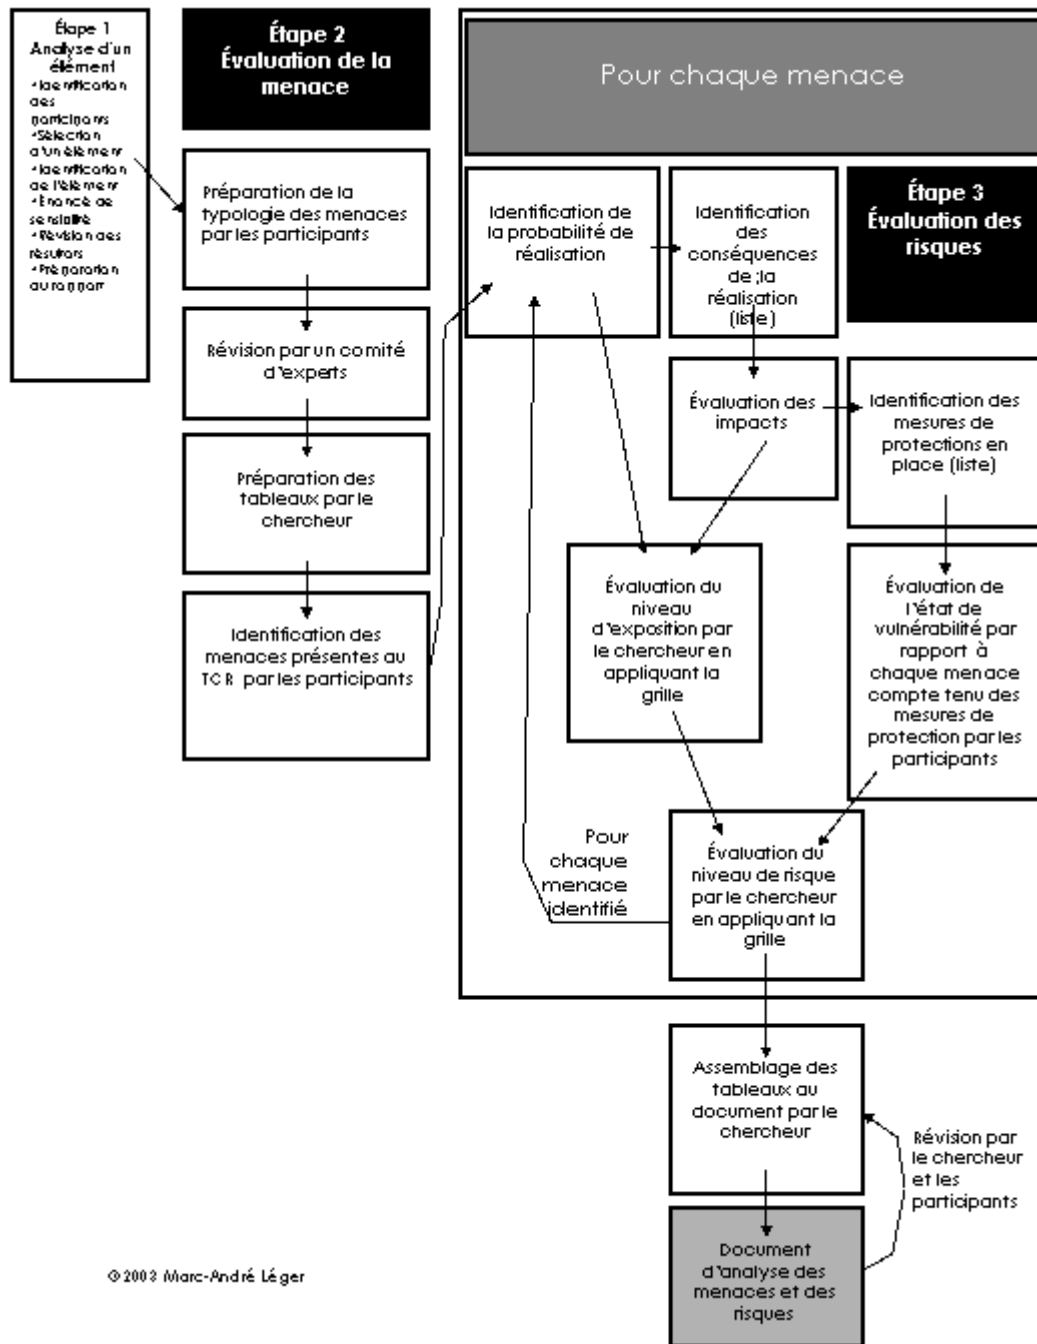 Étape 1
Analyse d'un
élément
•Identification
des
participants
•Sélection
d'un élément
•Identification
de l'élément
•Énoncé de
•Révision des
résultats
•Préparation
du rapport
Étape 2
Évaluation de la
menace
Préparation de la
typologie des menaces
par les participants
Révision par un comité
d'experts
Préparation des
tableaux par le
chercheur
Identification des
menaces présentes au
TCR par les participants
Pour chaque menace
Identification de
la probabilité de
réalisation
Identification
des
conséquences
de ;la
réalisation
(liste)
Étape 3
Évaluation des
risques
Évaluation des
impacts
Identification des
mesures de
protections en
place (liste)
Évaluation du
niveau
d'exposition par
le chercheur en
appliquant la
grille
Évaluation de
l'état de
vulnérabilité par
rapport à
chaque menace
compte tenu des
mesures de
protection par les
participants
Pour
chaque
menace
identifié
Évaluation du
niveau de risque
par le chercheur
en appliquant la
grille
Assemblage des
tableaux au
document par le
chercheur
Révision par
le chercheur
et les
participants
Document
d'analyse des
menaces et des
risques
© 2003 Marc-André Léger